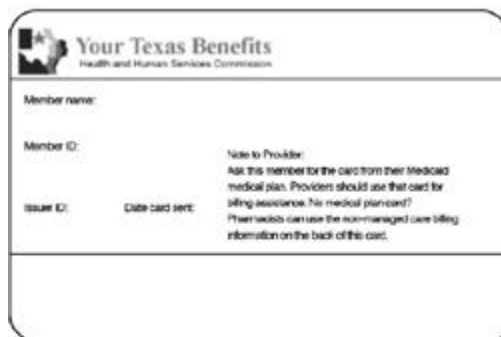 Your Texas Benefits
Health and Human Services Commission
Member name:
Member ID:
Note to Provider:
Ask this member for the card from their Medicaid
medical plan. Providers should use that card for
billing assistance. No medical plan card?
Pharmacists can use the non-managed care billing
information on the back of this card.
Issuer ID:
Date card sent: